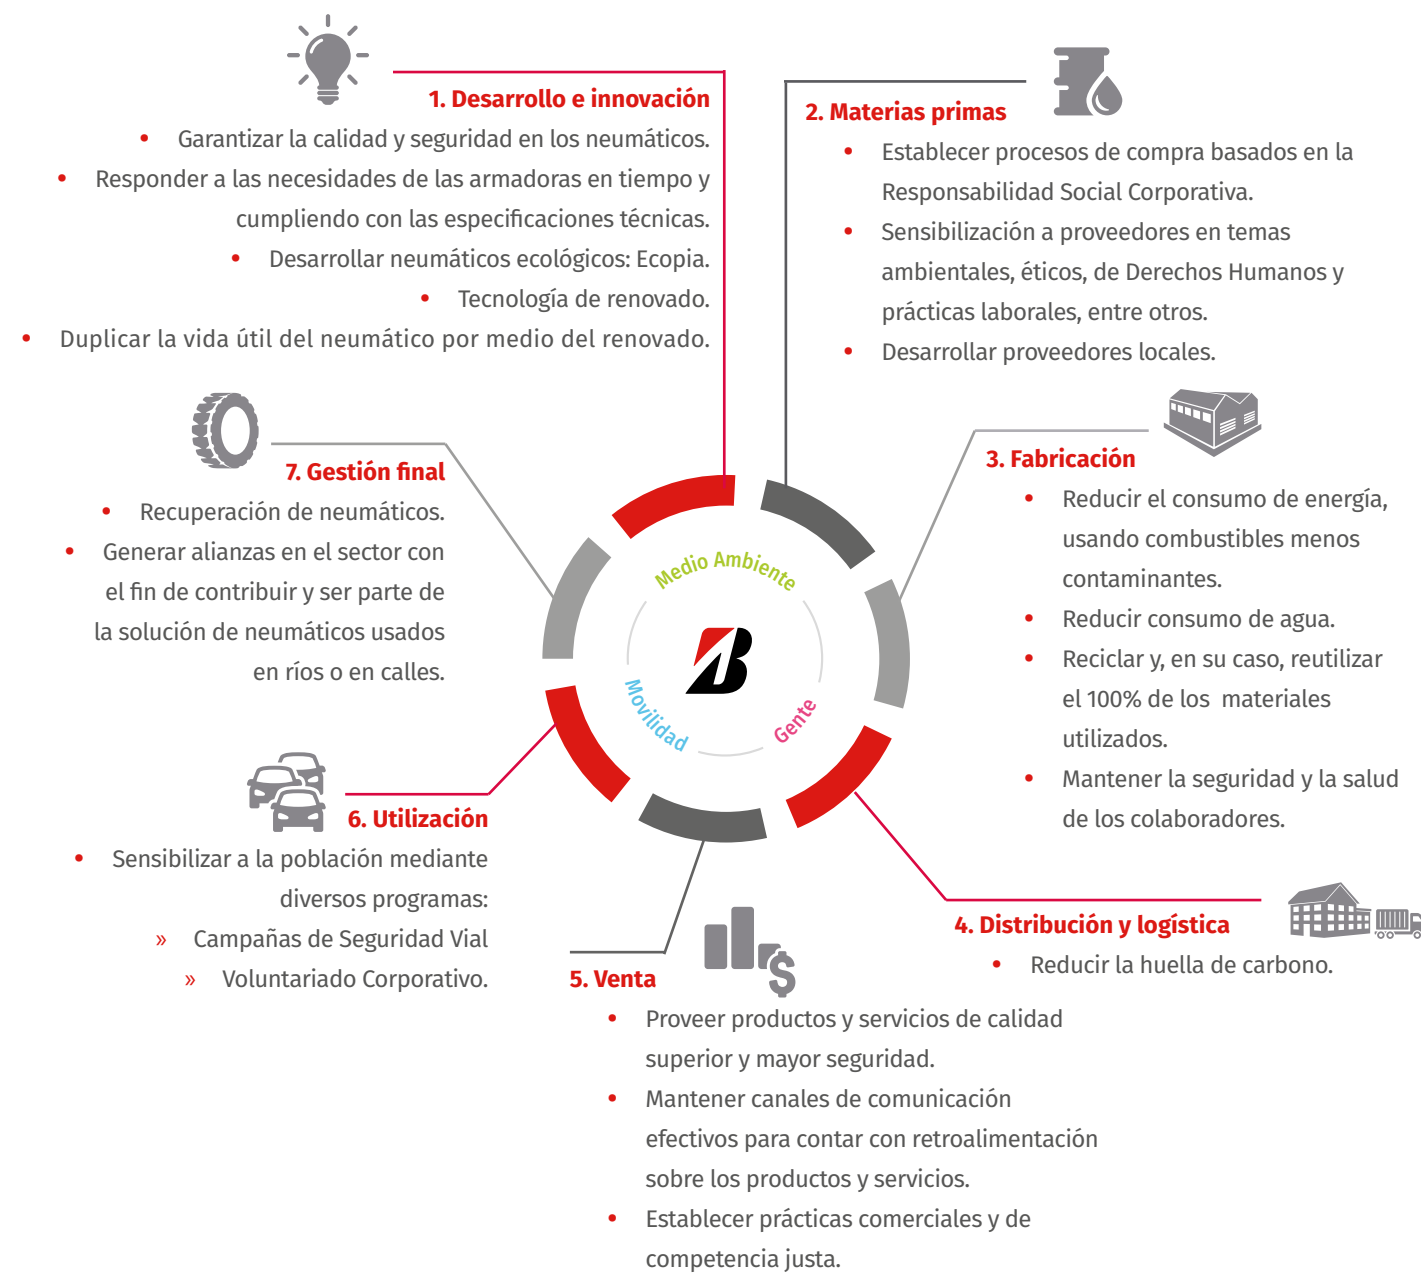 1. Desarrollo e innovación
• Garantizar la calidad y seguridad en los neumáticos.
• Responder a las necesidades de las armadoras en tiempo y
cumpliendo con las especificaciones técnicas.
• Desarrollar neumáticos ecológicos: Ecopia.
• Tecnología de renovado.
• Duplicar la vida útil del neumático por medio del renovado.
2. Materias primas
• Establecer procesos de compra basados en la
Responsabilidad Social Corporativa.
• Sensibilización a proveedores en temas
ambientales, éticos, de Derechos Humanos y
prácticas laborales, entre otros.
• Desarrollar proveedores locales.
3. Fabricación
• Reducir el consumo de energía,
usando combustibles menos
contaminantes.
• Reducir consumo de agua.
• Reciclar y, en su caso, reutilizar
el 100% de los materiales
utilizados.
• Mantener la seguridad y la salud
de los colaboradores.
4. Distribución y logística
• Reducir la huella de carbono.
5. Venta
• Proveer productos y servicios de calidad
superior y mayor seguridad.
• Mantener canales de comunicación
efectivos para contar con retroalimentación
sobre los productos y servicios.
• Establecer prácticas comerciales y de
competencia justa.
6. Utilización
• Sensibilizar a la población mediante
diversos programas:
» Campañas de Seguridad Vial
» Voluntariado Corporativo.
7. Gestión final
• Recuperación de neumáticos.
• Generar alianzas en el sector con
el fin de contribuir y ser parte de
la solución de neumáticos usados
en ríos o en calles.
Medio Ambiente
Gente
Movilidad
B
$